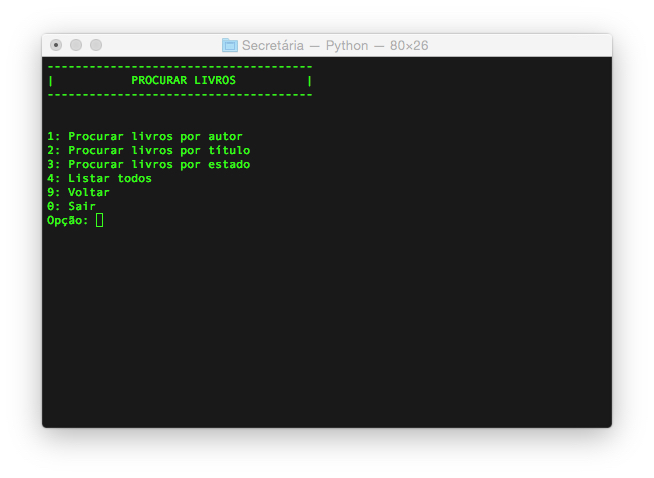 Secretária — Python — 80×26
--------------------------------------
|           PROCURAR LIVROS          |
--------------------------------------
1: Procurar livros por autor
2: Procurar livros por título
3: Procurar livros por estado
4: Listar todos
9: Voltar
0: Sair
Opção: